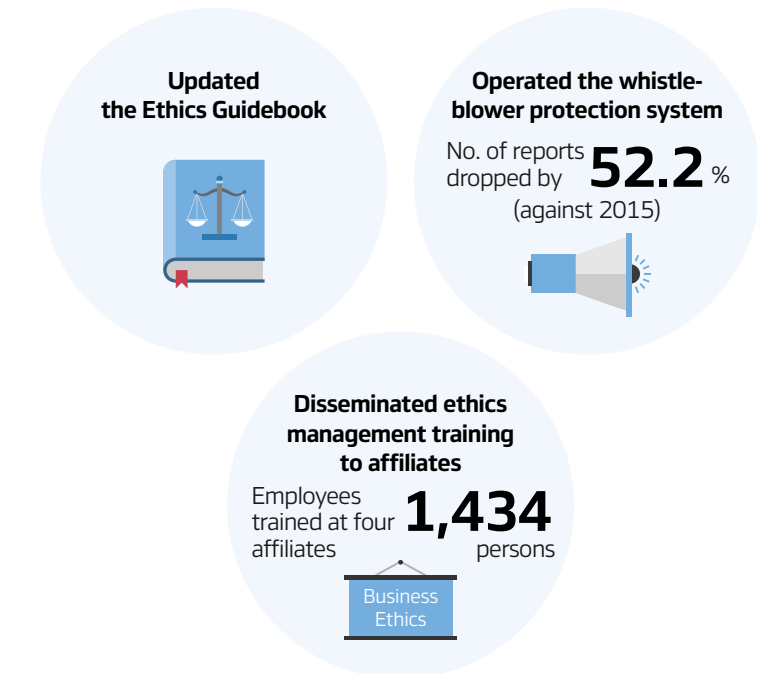 Updated
the Ethics Guidebook
Operated the whistle-
blower protection system
No. of reports
dropped by 52.2 %
(against 2015)
Disseminated ethics
management training
to affiliates
Employees
trained at four 1,434
affiliates persons
Business
Ethics